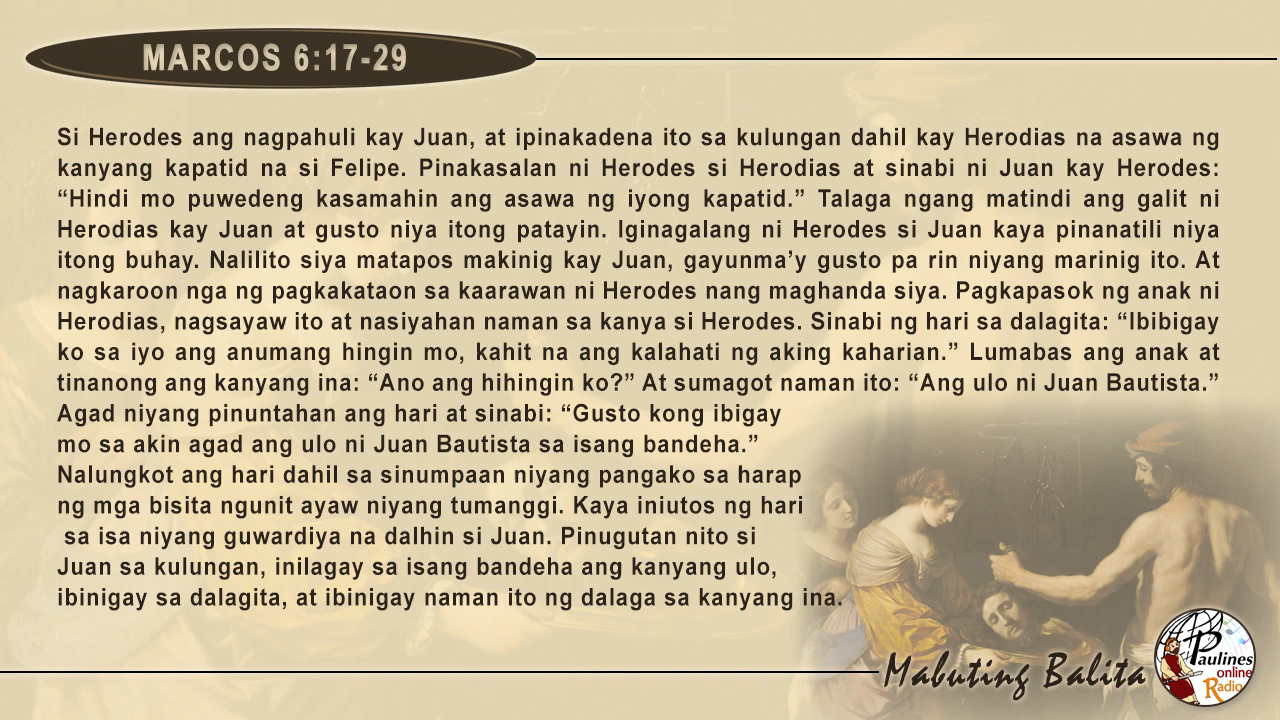 MARCOS 6:17-29
Si Herodes ang nagpahuli kay Juan, at ipinakadena ito sa kulungan dahil kay Herodias na asawa ng
kanyang kapatid na si Felipe. Pinakasalan ni Herodes si Herodias at sinabi ni Juan kay Herodes:
“Hindi mo puwedeng kasamahin ang asawa ng iyong kapatid.” Talaga ngang matindi ang galit ni
Herodias kay Juan at gusto niya itong patayin. Iginagalang ni Herodes si Juan kaya pinanatili niya
itong buhay. Nalilito siya matapos makinig kay Juan, gayunma’y gusto pa rin niyang marinig ito. At
nagkaroon nga ng pagkakataon sa kaarawan ni Herodes nang maghanda siya. Pagkapasok ng anak ni
Herodias, nagsayaw ito at nasiyahan naman sa kanya si Herodes. Sinabi ng hari sa dalagita: “Ibibigay
ko sa iyo ang anumang hingin mo, kahit na ang kalahati ng aking kaharian.” Lumabas ang anak at
tinanong ang kanyang ina: “Ano ang hihingin ko?” At sumagot naman ito: “Ang ulo ni Juan Bautista.”
Agad niyang pinuntahan ang hari at sinabi: “Gusto kong ibigay
mo sa akin agad ang ulo ni Juan Bautista sa isang bandeha.”
Nalungkot ang hari dahil sa sinumpaan niyang pangako sa harap
ng mga bisita ngunit ayaw niyang tumanggi. Kaya iniutos ng hari
sa isa niyang guwardiya na dalhin si Juan. Pinugutan nito si
Juan sa kulungan, inilagay sa isang bandeha ang kanyang ulo,
ibinigay sa dalagita, at ibinigay naman ito ng dalaga sa kanyang ina.
Mabuting Balita
Paulines
online
Radio